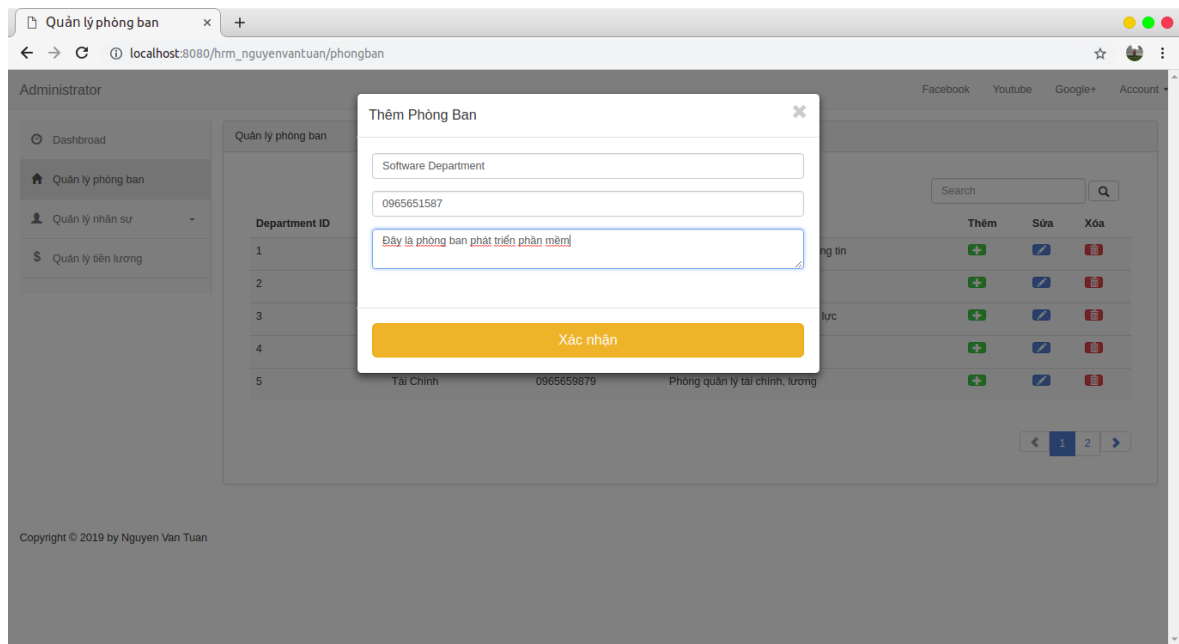 Quản lý phòng ban × +
localhost:8080/hrm_nguyenvantuan/phongban
Administrator Facebook Youtube Google+ Account
Thêm Phòng Ban ×
Dashbroad
Quản lý phòng ban
Quản lý nhân sự
$ Quản lý tiền lương
Quản lý phòng ban
Software Department
0965651587
Đây là phòng ban phát triển phần mềm
Xác nhận
Search
Department ID Thêm Sửa Xóa
1 ng tin
2
3 lực
4
5 Tài Chính 0965659879 Phòng quản lý tài chính, lương
1 2
Copyright © 2019 by Nguyen Van Tuan